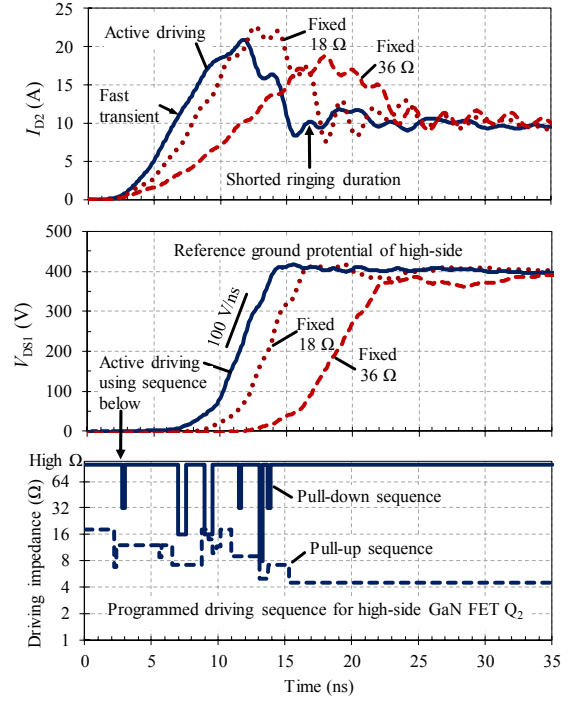 I_D2 (A)
25
20
15
10
5
0
Active driving
Fast
transient
Fixed
18 Ω
Fixed
36 Ω
Shorted ringing duration
V_DS1 (V)
500
400
300
200
100
0
Reference ground potential of high-side
100 V/ns
Fixed
18 Ω
Fixed
36 Ω
Active driving
using sequence
below
Driving impedance (Ω)
High Ω
64
32
16
8
4
2
1
Pull-down sequence
Pull-up sequence
Programmed driving sequence for high-side GaN FET Q₂
0 5 10 15 20 25 30 35
Time (ns)